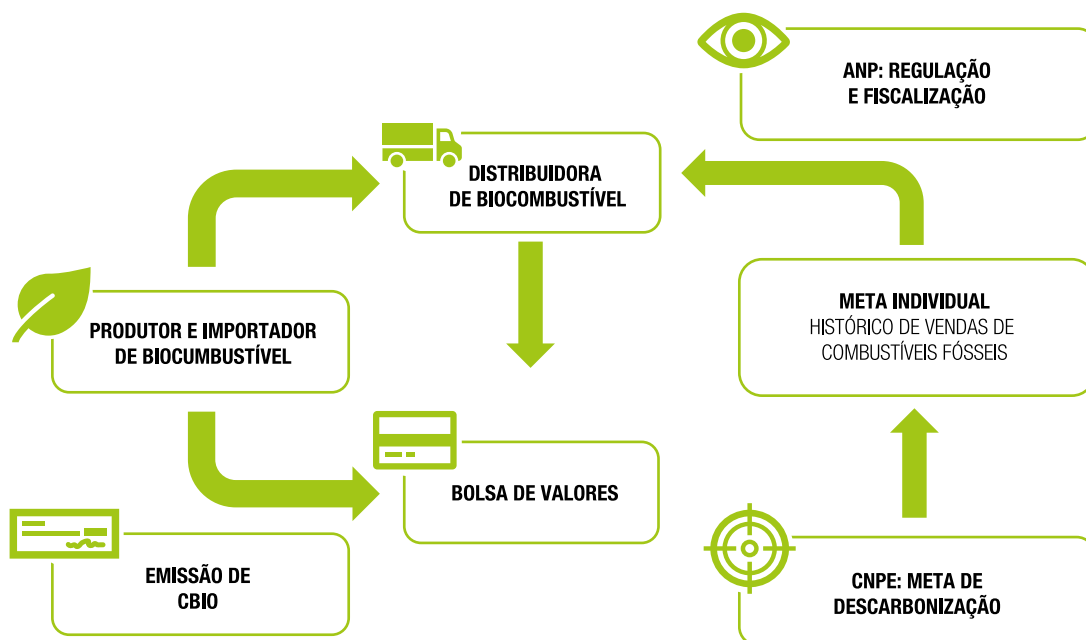 ANP: REGULAÇÃO
E FISCALIZAÇÃO
DISTRIBUIDORA
DE BIOCOMBUSTÍVEL
PRODUTOR E IMPORTADOR
DE BIOCUMBUSTÍVEL
META INDIVIDUAL
HISTÓRICO DE VENDAS DE
COMBUSTÍVEIS FÓSSEIS
BOLSA DE VALORES
EMISSÃO DE
CBIO
CNPE: META DE
DESCARBONIZAÇÃO